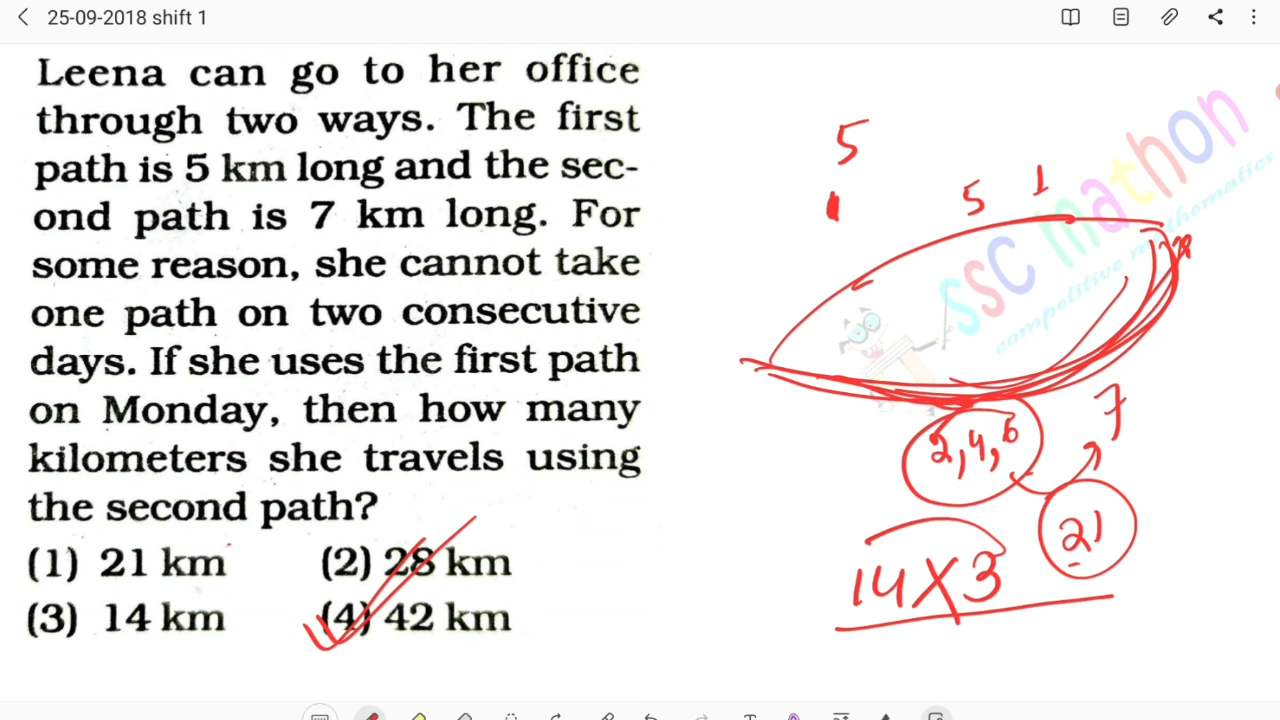 25-09-2018 shift 1
Leena can go to her office
through two ways. The first
path is 5 km long and the sec-
ond path is 7 km long. For
some reason, she cannot take
one path on two consecutive
days. If she uses the first path
on Monday, then how many
kilometers she travels using
the second path?
(1) 21 km (2) 28 km
(3) 14 km (4) 42 km
5
5 1
7
2,4,6
21
14×3
ssc mathon
competitive mathematics